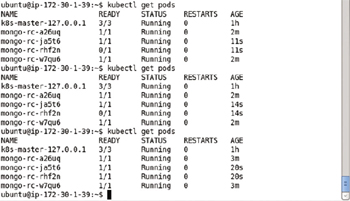 ubuntu@ip-172-30-1-39:~$ kubectl get pods
NAME READY STATUS RESTARTS AGE
k8s-master-127.0.0.1 3/3 Running 0 1h
mongo-rc-a26uq 1/1 Running 0 2m
mongo-rc-ja5t6 1/1 Running 0 11s
mongo-rc-rhf2n 0/1 Running 0 11s
mongo-rc-w7qu6 1/1 Running 0 2m
ubuntu@ip-172-30-1-39:~$ kubectl get pods
NAME READY STATUS RESTARTS AGE
k8s-master-127.0.0.1 3/3 Running 0 1h
mongo-rc-a26uq 1/1 Running 0 2m
mongo-rc-ja5t6 1/1 Running 0 14s
mongo-rc-rhf2n 0/1 Running 0 14s
mongo-rc-w7qu6 1/1 Running 0 2m
ubuntu@ip-172-30-1-39:~$ kubectl get pods
NAME READY STATUS RESTARTS AGE
k8s-master-127.0.0.1 3/3 Running 0 1h
mongo-rc-a26uq 1/1 Running 0 3m
mongo-rc-ja5t6 1/1 Running 0 20s
mongo-rc-rhf2n 1/1 Running 0 20s
mongo-rc-w7qu6 1/1 Running 0 3m
ubuntu@ip-172-30-1-39:~$